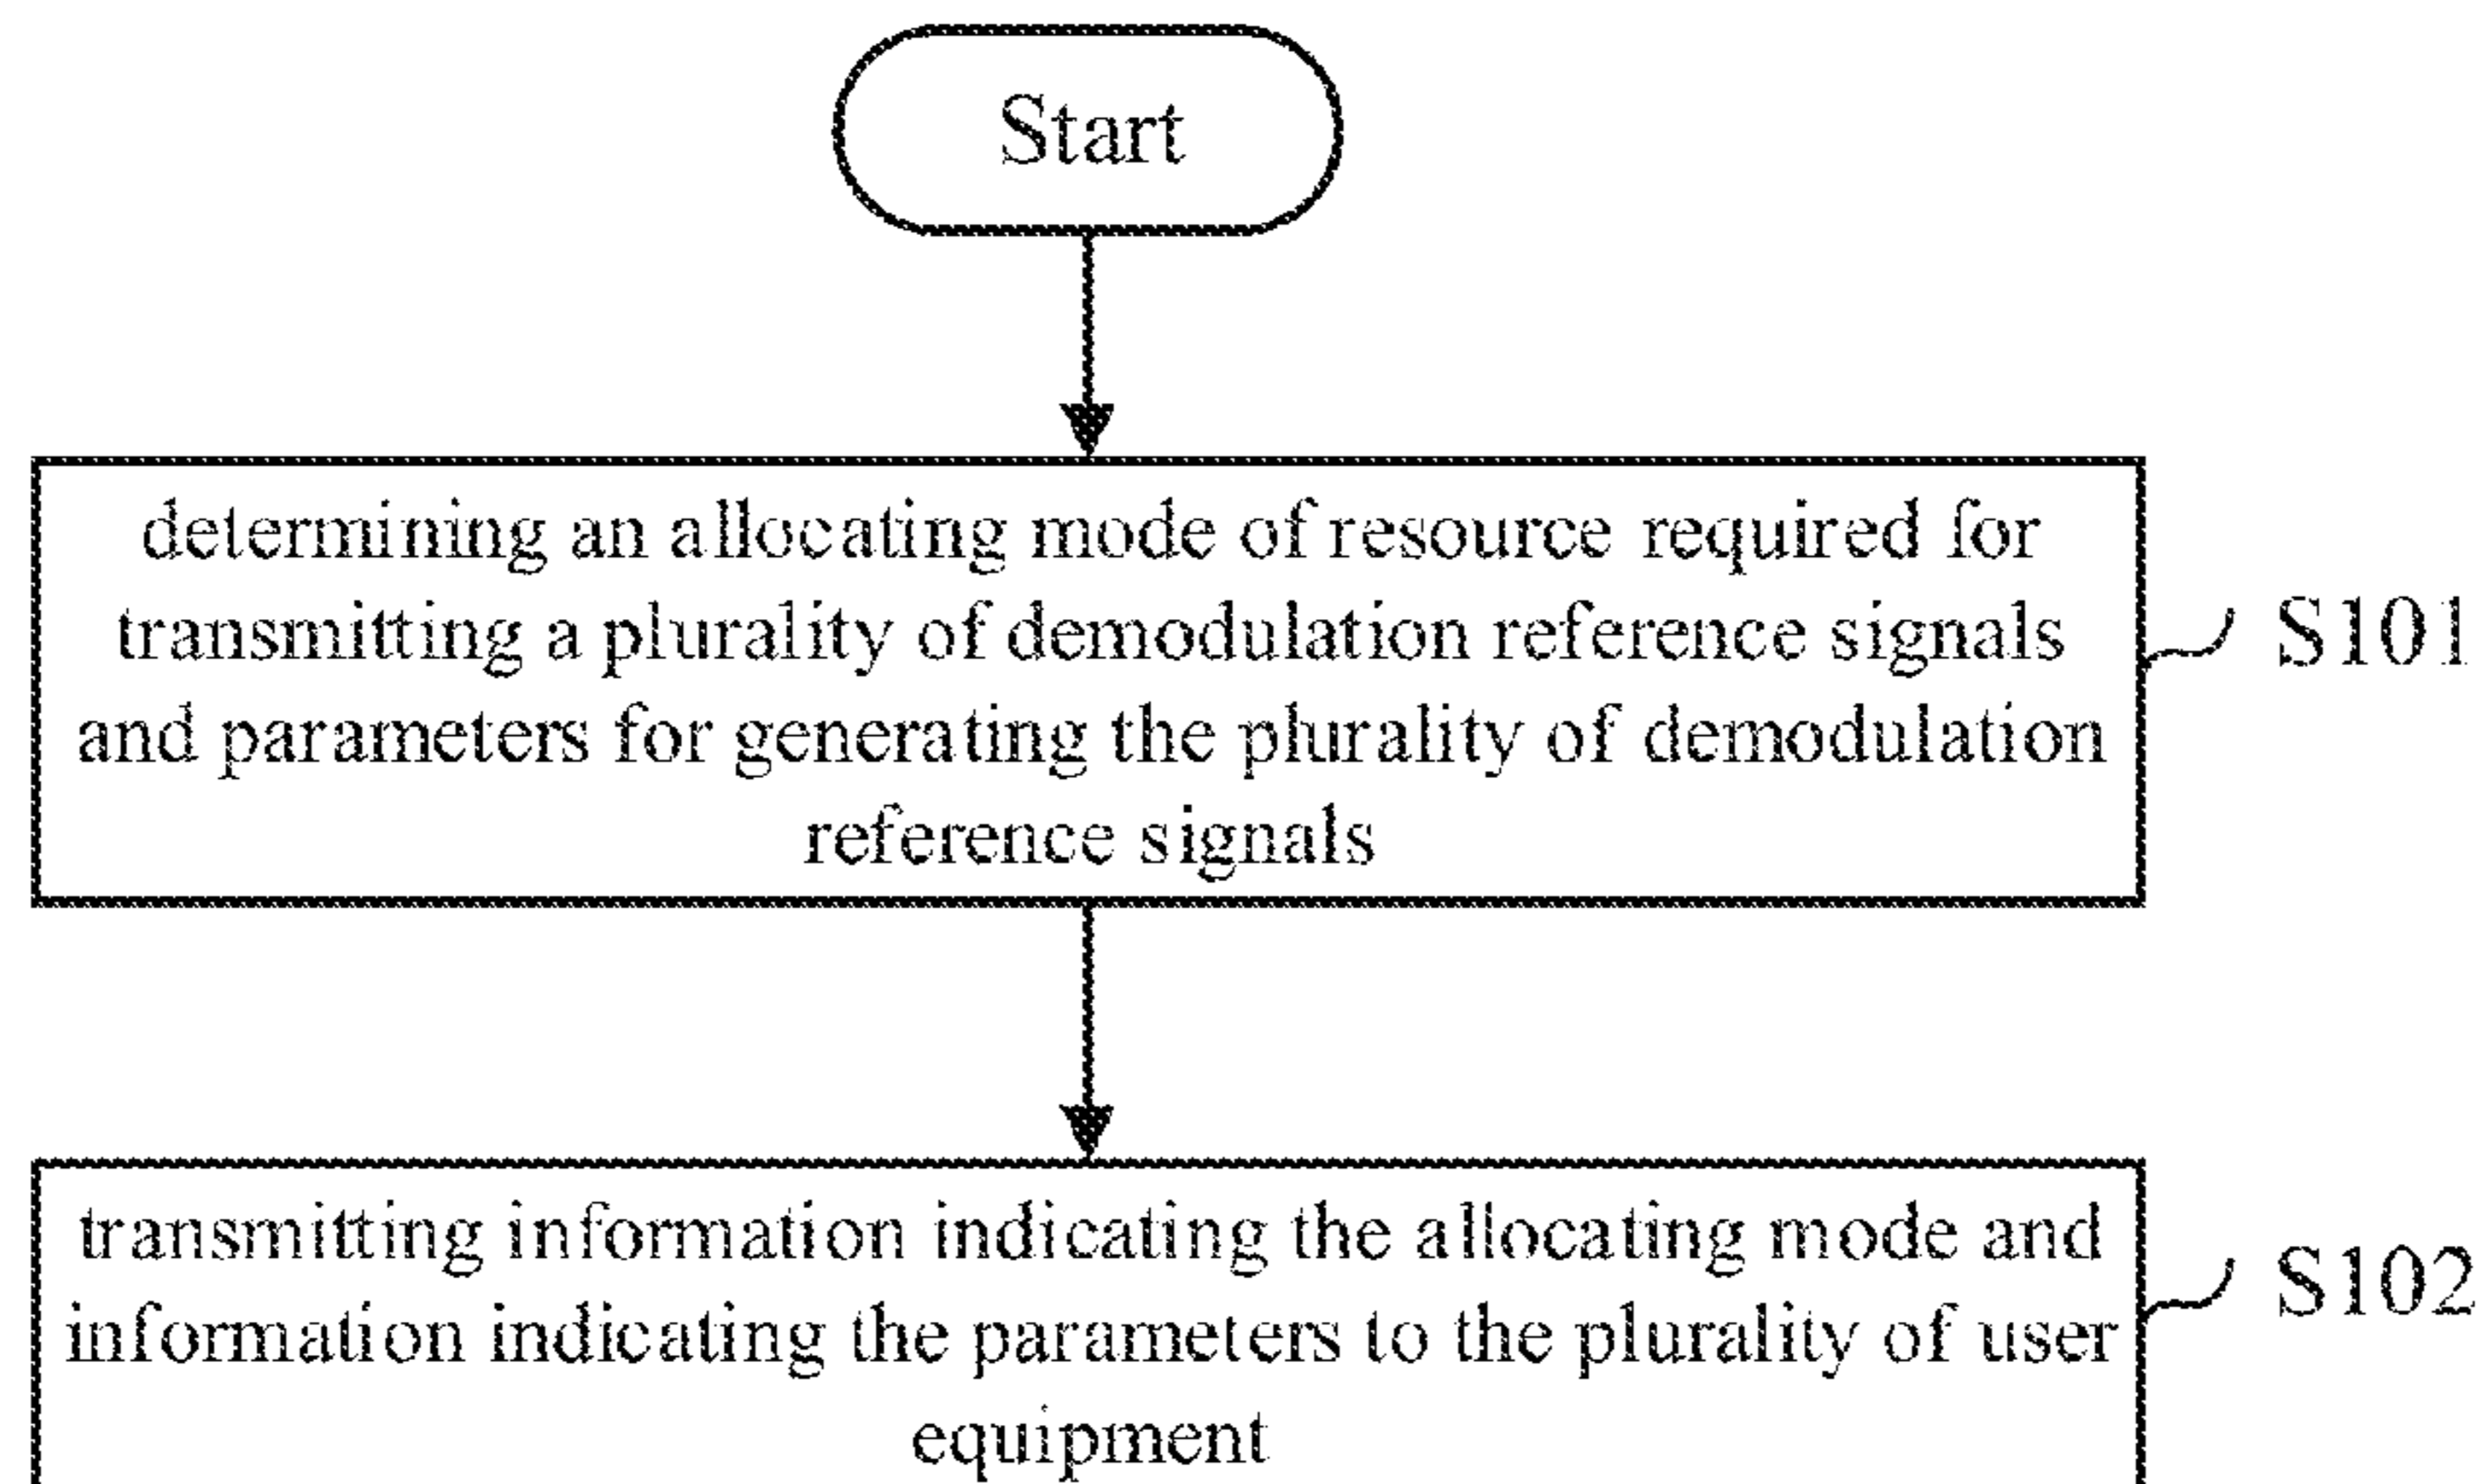 Start
determining an allocating mode of resource required for
transmitting a plurality of demodulation reference signals
and parameters for generating the plurality of demodulation
reference signals
S101
transmitting information indicating the allocating mode and
information indicating the parameters to the plurality of user
equipment
S102